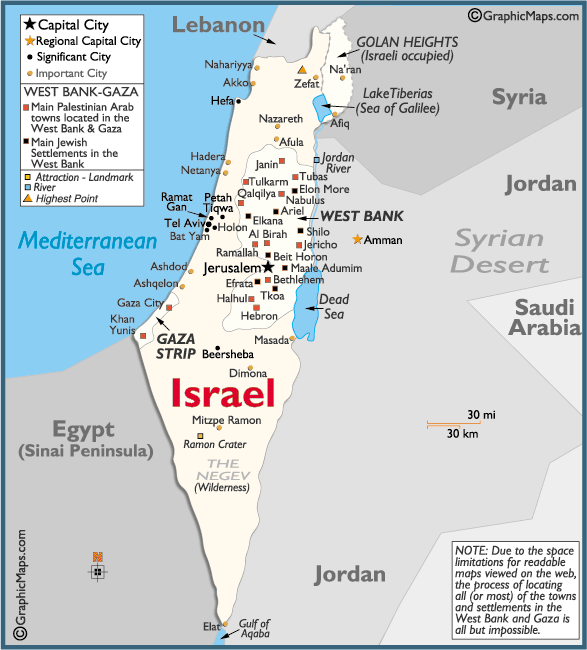 ©GraphicMaps.com
Capital City
Regional Capital City
Significant City
Important City
WEST BANK-GAZA
Main Palestinian Arab
towns located in the
West Bank & Gaza
Main Jewish
Settlements in the
West Bank
Attraction - Landmark
River
Highest Point
Lebanon
GOLAN HEIGHTS
(Israeli occupied)
Nahariyya
Na'ran
Akko
Zefat
Hefa
Lake Tiberias
(Sea of Galilee)
Syria
Nazareth
Afiq
Afula
Hadera
Janin
Jordan
River
Netanya
Tubas
Tulkarm
Jordan
Qalqilya
Elon More
Nabulus
Ramat
Gan
Petah
Tiqwa
Ariel
Elkana
WEST BANK
Tel Aviv
Holon
Shilo
Bat Yam
Al Birah
Amman
Mediterranean
Sea
Jericho
Syrian
Desert
Ramallah
Beit Horon
Ashdod
Jerusalem
Maale Adumim
Ashqelon
Efrata
Bethlehem
Tkoa
Gaza City
Halhul
Dead
Sea
Saudi
Arabia
Hebron
Khan
Yunis
GAZA
STRIP
Masada
Beersheba
Dimona
Israel
Mitzpe Ramon
30 mi
30 km
Egypt
(Sinai Peninsula)
Ramon Crater
THE
NEGEV
(Wilderness)
N
Jordan
NOTE: Due to the space
limitations for readable
maps viewed on the web,
the process of locating
all (or most) of the towns
and settlements in the
West Bank and Gaza is
all but impossible.
Elat
Gulf of
Aqaba
©GraphicMaps.com